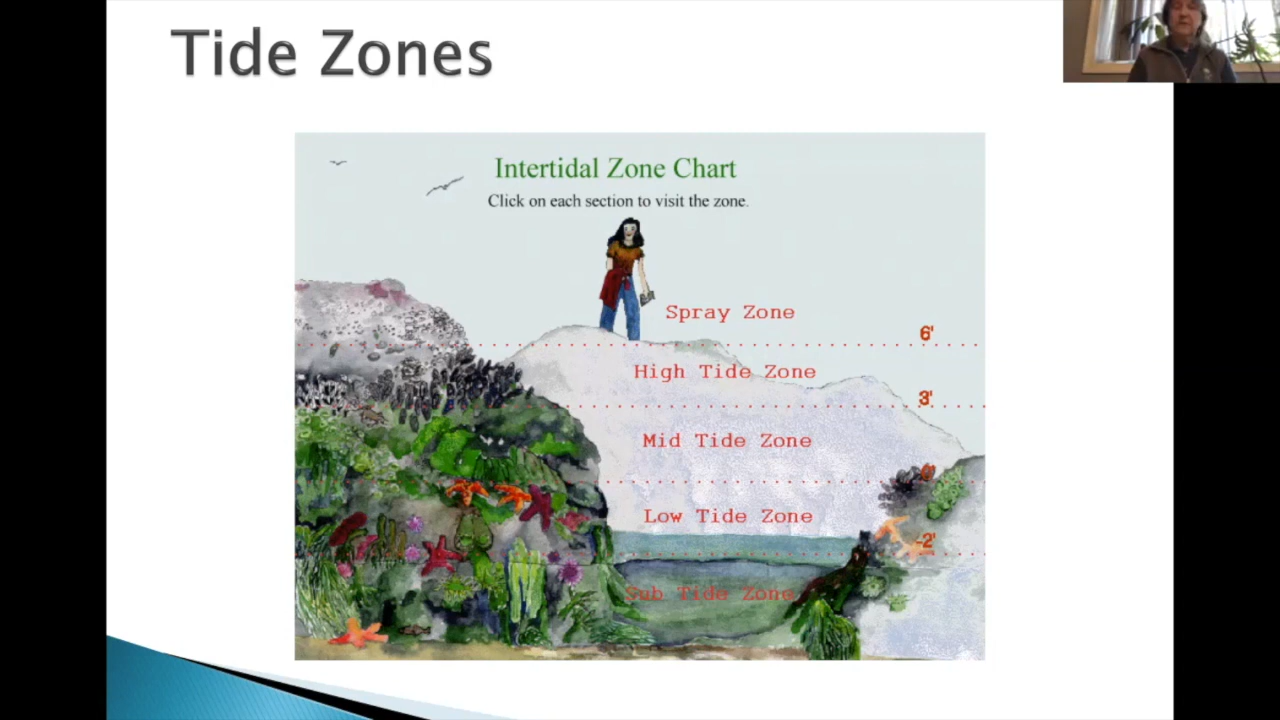 Tide Zones
Intertidal Zone Chart
Click on each section to visit the zone.
Spray Zone
6'
High Tide Zone
3'
Mid Tide Zone
0'
Low Tide Zone
-2'
Sub Tide Zone